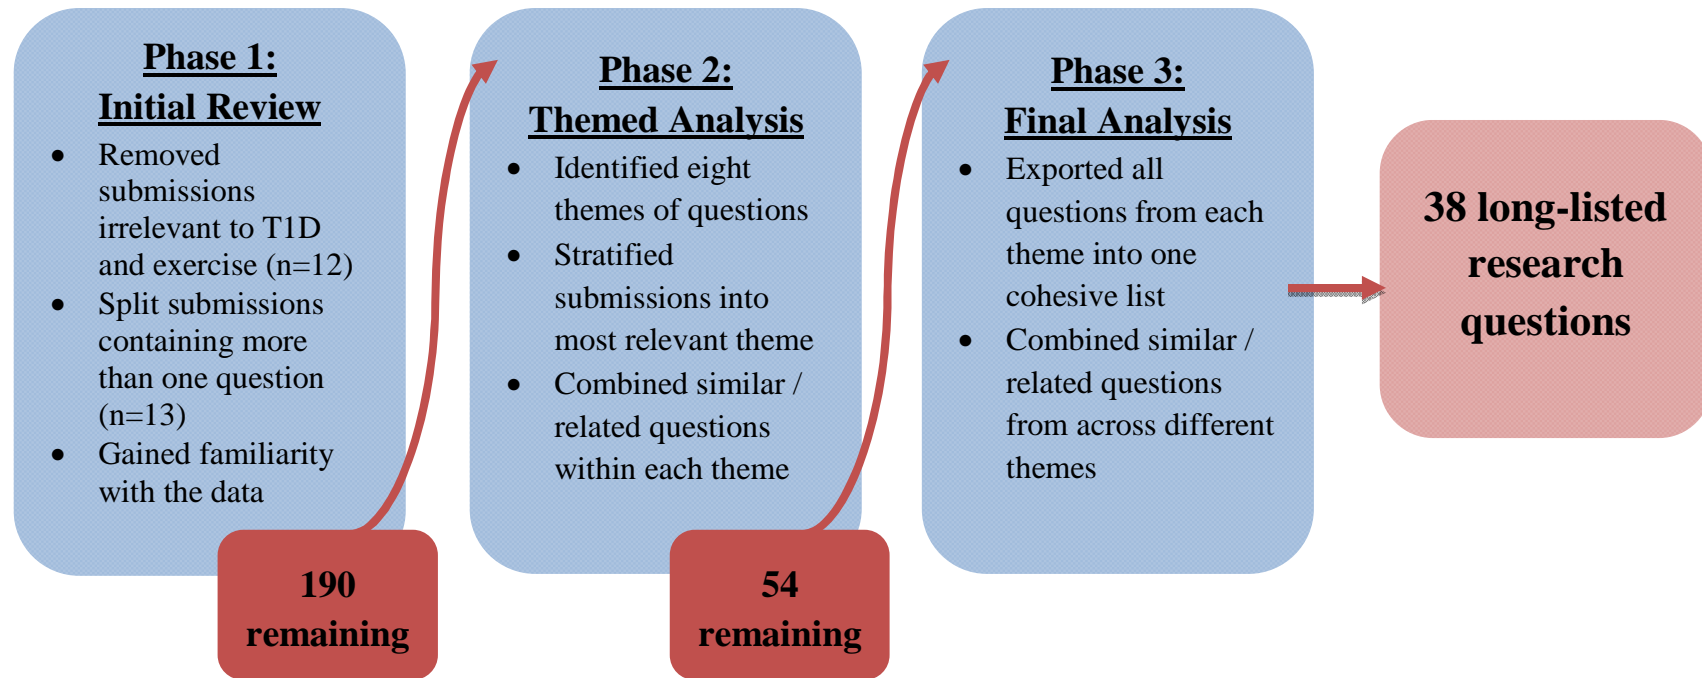 Phase 1:
Initial Review
• Removed
submissions
irrelevant to T1D
and exercise (n=12)
• Split submissions
containing more
than one question
(n=13)
• Gained familiarity
with the data
190
remaining
Phase 2:
Themed Analysis
• Identified eight
themes of questions
• Stratified
submissions into
most relevant theme
• Combined similar /
related questions
within each theme
54
remaining
Phase 3:
Final Analysis
• Exported all
questions from each
theme into one
cohesive list
• Combined similar /
related questions
from across different
themes
38 long-listed
research
questions